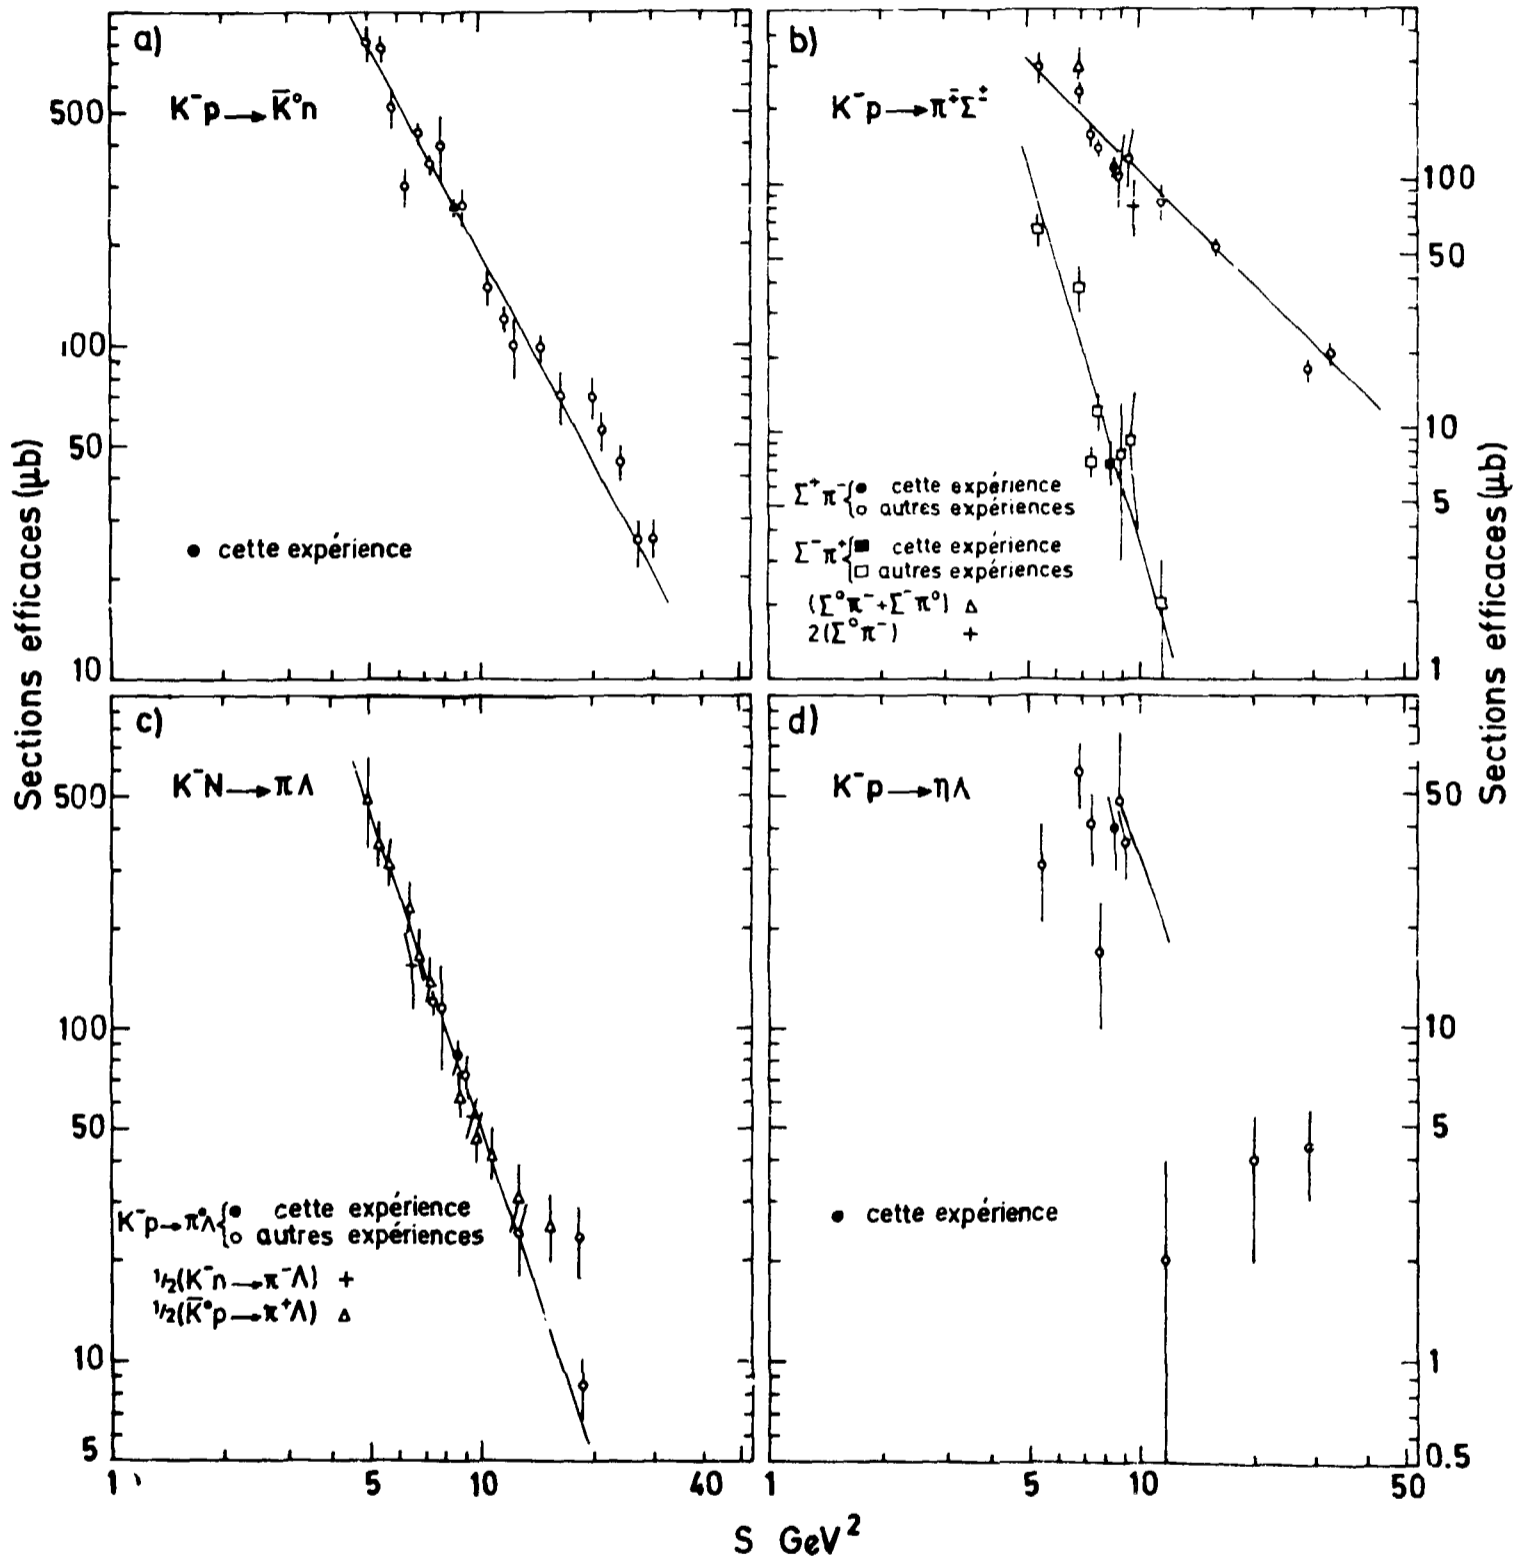 a)
K⁻p → K̄°n
500
100
50
10
● cette expérience
Sections efficaces (μb)
b)
K⁻p → π∓Σ±
100
50
10
5
1
Σ⁺π⁻ { ● cette expérience
○ autres expériences
Σ⁻π⁺ { ■ cette expérience
□ autres expériences
(Σ°π⁻+Σ⁻π°) △
2(Σ°π⁻) +
Sections efficaces (μb)
c)
K⁻N → πΛ
500
100
50
10
5
K⁻p→π°Λ { ● cette expérience
○ autres expériences
1/2(K⁻n → π⁻Λ) +
1/2(K̄°p → π⁺Λ) △
1 5 10 40
d)
K⁻p → ηΛ
50
10
5
1
0.5
● cette expérience
1 5 10 50
S GeV²